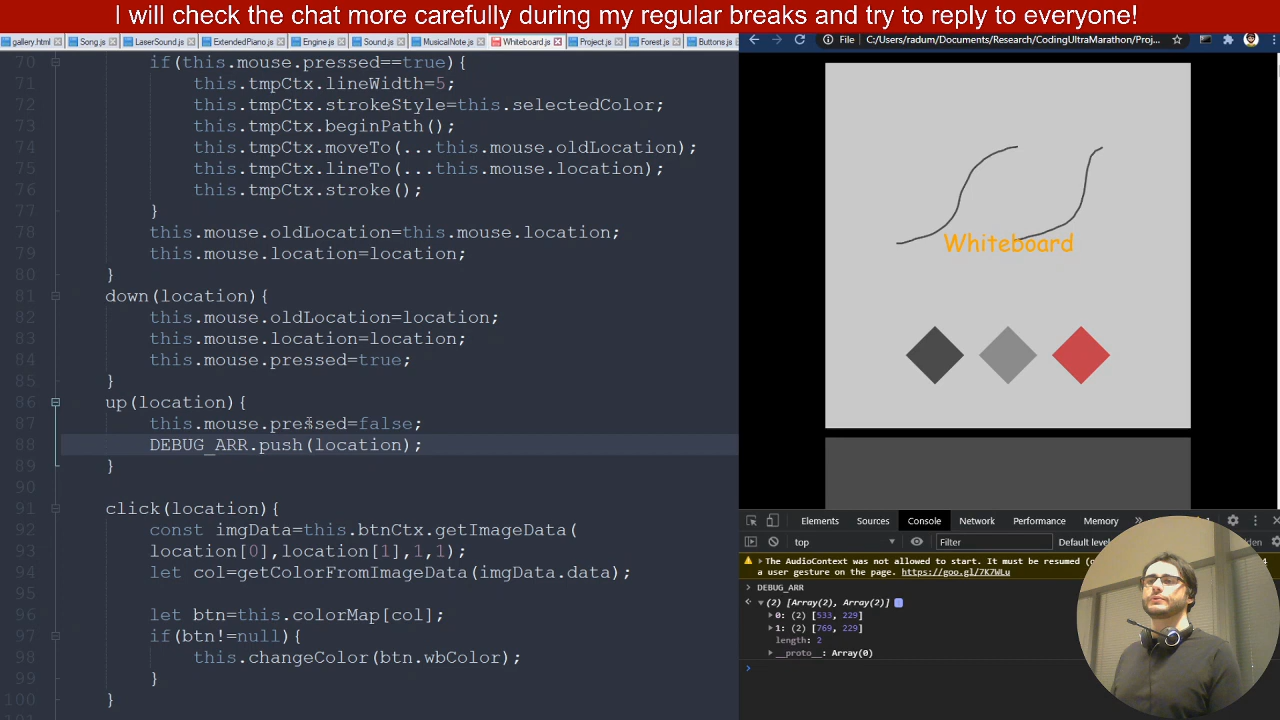 I will check the chat more carefully during my regular breaks and try to reply to everyone!
gallery.html Song.js LaserSound.js ExtendedPiano.js Engine.js Sound.js MusicalNote.js Whiteboard.js Project.js Forest.js Buttons.js
File C:/Users/radum/Documents/Research/CodingUltraMarathon/Proj...
70 if(this.mouse.pressed==true){
71 this.tmpCtx.lineWidth=5;
72 this.tmpCtx.strokeStyle=this.selectedColor;
73 this.tmpCtx.beginPath();
74 this.tmpCtx.moveTo(...this.mouse.oldLocation);
75 this.tmpCtx.lineTo(...this.mouse.location);
76 this.tmpCtx.stroke();
77 }
78 this.mouse.oldLocation=this.mouse.location;
79 this.mouse.location=location;
80 }
81 down(location){
82 this.mouse.oldLocation=location;
83 this.mouse.location=location;
84 this.mouse.pressed=true;
85 }
86 up(location){
87 this.mouse.pressed=false;
88 DEBUG_ARR.push(location);
89 }
90
91 click(location){
92 const imgData=this.btnCtx.getImageData(
93 location[0],location[1],1,1);
94 let col=getColorFromImageData(imgData.data);
95
96 let btn=this.colorMap[col];
97 if(btn!=null){
98 this.changeColor(btn.wbColor);
99 }
100 }
Whiteboard
Elements Sources Console Network Performance Memory »
top Filter Default leve
The AudioContext was not allowed to start. It must be resumed (
a user gesture on the page. https://goo.gl/7K7WLu
DEBUG_ARR
(2) [Array(2), Array(2)]
0: (2) [533, 229]
1: (2) [769, 229]
length: 2
__proto__: Array(0)